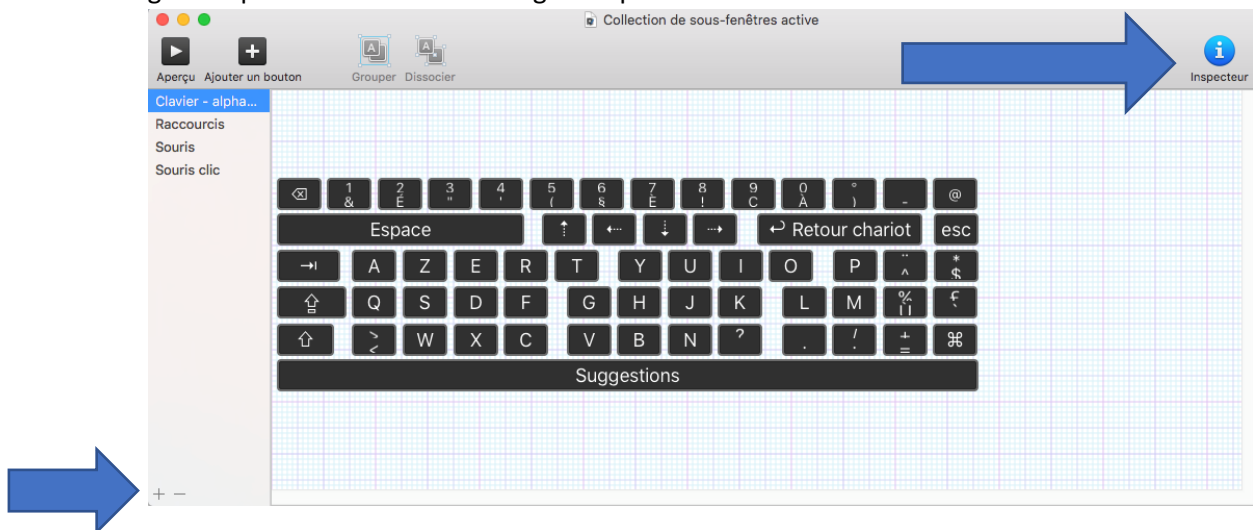 Collection de sous-fenêtres active
Aperçu Ajouter un bouton Grouper Dissocier Inspecteur
Clavier - alpha...
Raccourcis
Souris
Souris clic
1 2 3 4 5 6 7 8 9 0 °
& É " ' ( § È ! Ç À ) - @
Espace Retour chariot esc
A Z E R T Y U I O P ¨ ^ * $
Q S D F G H J K L M % £ `
> < W X C V B N ? . / : + = ⌘
Suggestions
+ −